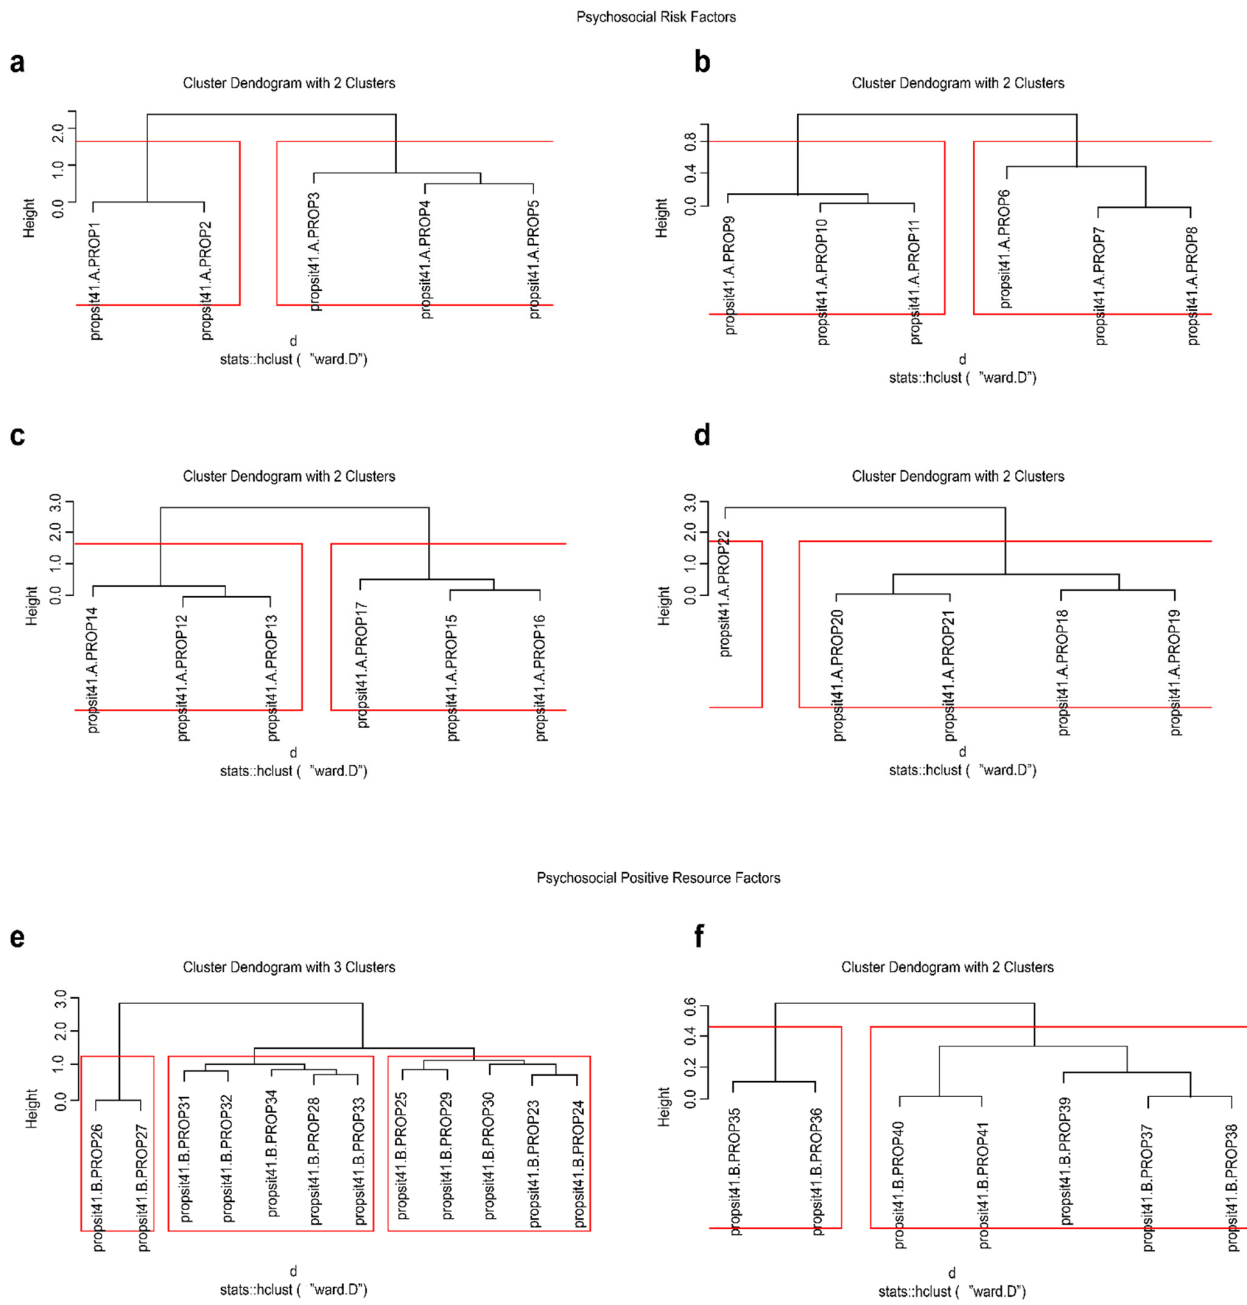 Psychosocial Risk Factors
a
Cluster Dendogram with 2 Clusters
Height
0.0 1.0 2.0
propsit41.A.PROP1
propsit41.A.PROP2
propsit41.A.PROP3
propsit41.A.PROP4
propsit41.A.PROP5
d
stats::hclust ( "ward.D")
b
Cluster Dendogram with 2 Clusters
Height
0.0 0.4 0.8
propsit41.A.PROP9
propsit41.A.PROP10
propsit41.A.PROP11
propsit41.A.PROP6
propsit41.A.PROP7
propsit41.A.PROP8
d
stats::hclust ( "ward.D")
c
Cluster Dendogram with 2 Clusters
Height
0.0 1.0 2.0 3.0
propsit41.A.PROP14
propsit41.A.PROP12
propsit41.A.PROP13
propsit41.A.PROP17
propsit41.A.PROP15
propsit41.A.PROP16
d
stats::hclust ( "ward.D")
d
Cluster Dendogram with 2 Clusters
Height
0.0 1.0 2.0 3.0
propsit41.A.PROP22
propsit41.A.PROP20
propsit41.A.PROP21
propsit41.A.PROP18
propsit41.A.PROP19
d
stats::hclust ( "ward.D")
Psychosocial Positive Resource Factors
e
Cluster Dendogram with 3 Clusters
Height
0.0 1.0 2.0 3.0
propsit41.B.PROP26
propsit41.B.PROP27
propsit41.B.PROP31
propsit41.B.PROP32
propsit41.B.PROP34
propsit41.B.PROP28
propsit41.B.PROP33
propsit41.B.PROP25
propsit41.B.PROP29
propsit41.B.PROP30
propsit41.B.PROP23
propsit41.B.PROP24
d
stats::hclust ( "ward.D")
f
Cluster Dendogram with 2 Clusters
Height
0.0 0.2 0.4 0.6
propsit41.B.PROP35
propsit41.B.PROP36
propsit41.B.PROP40
propsit41.B.PROP41
propsit41.B.PROP39
propsit41.B.PROP37
propsit41.B.PROP38
d
stats::hclust ( "ward.D")